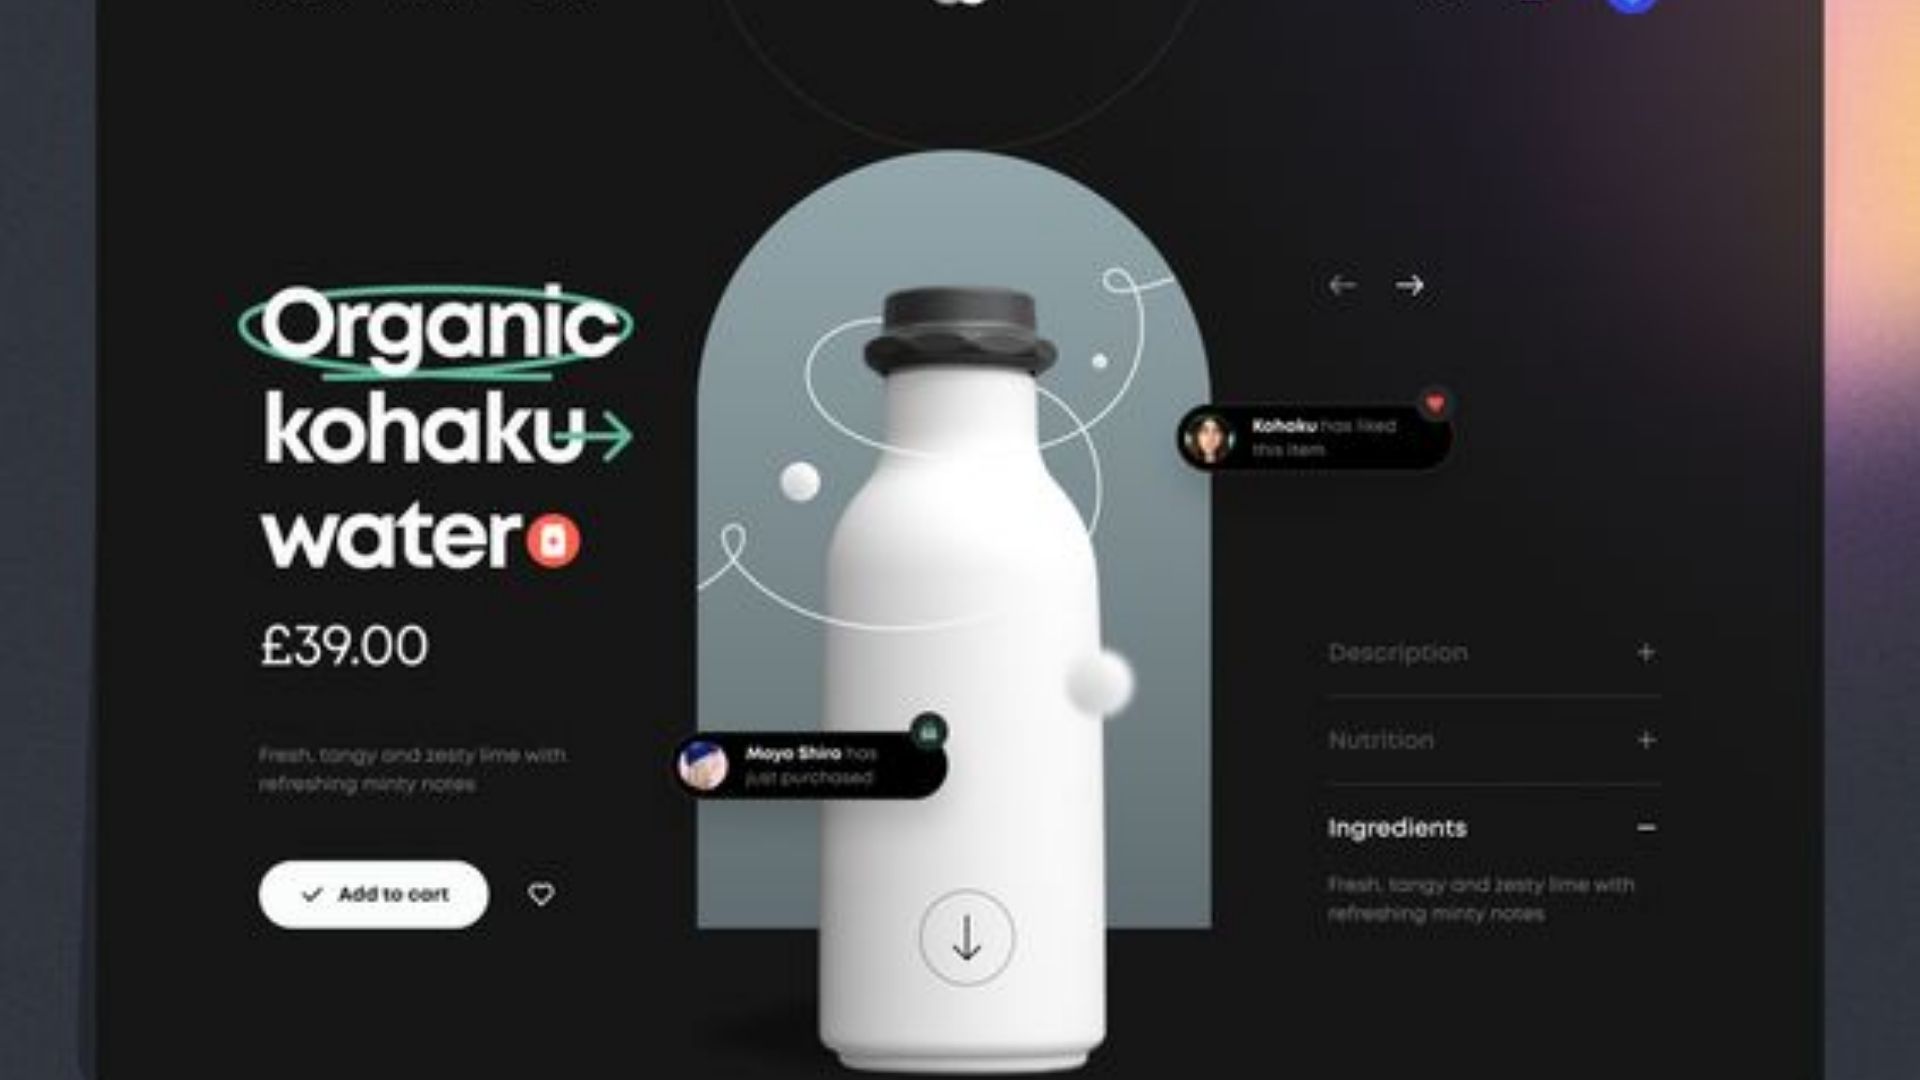 Organic
kohaku
water
£39.00
Fresh, tangy and zesty lime with
refreshing minty notes
Add to cart
Kohaku has liked
this item
Maya Shiro has
just purchased
Description
Nutrition
Ingredients
Fresh, tangy and zesty lime with
refreshing minty notes